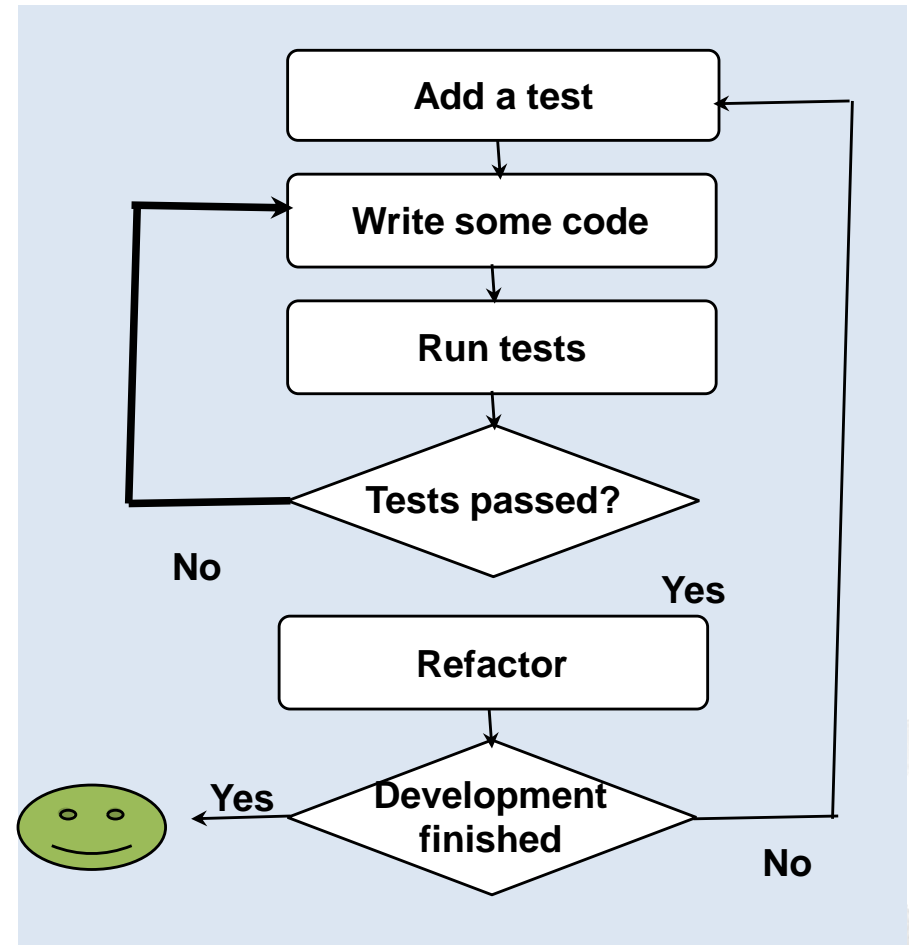 Add a test
Write some code
Run tests
Tests passed?
No
Yes
Refactor
Yes
Development
finished
No